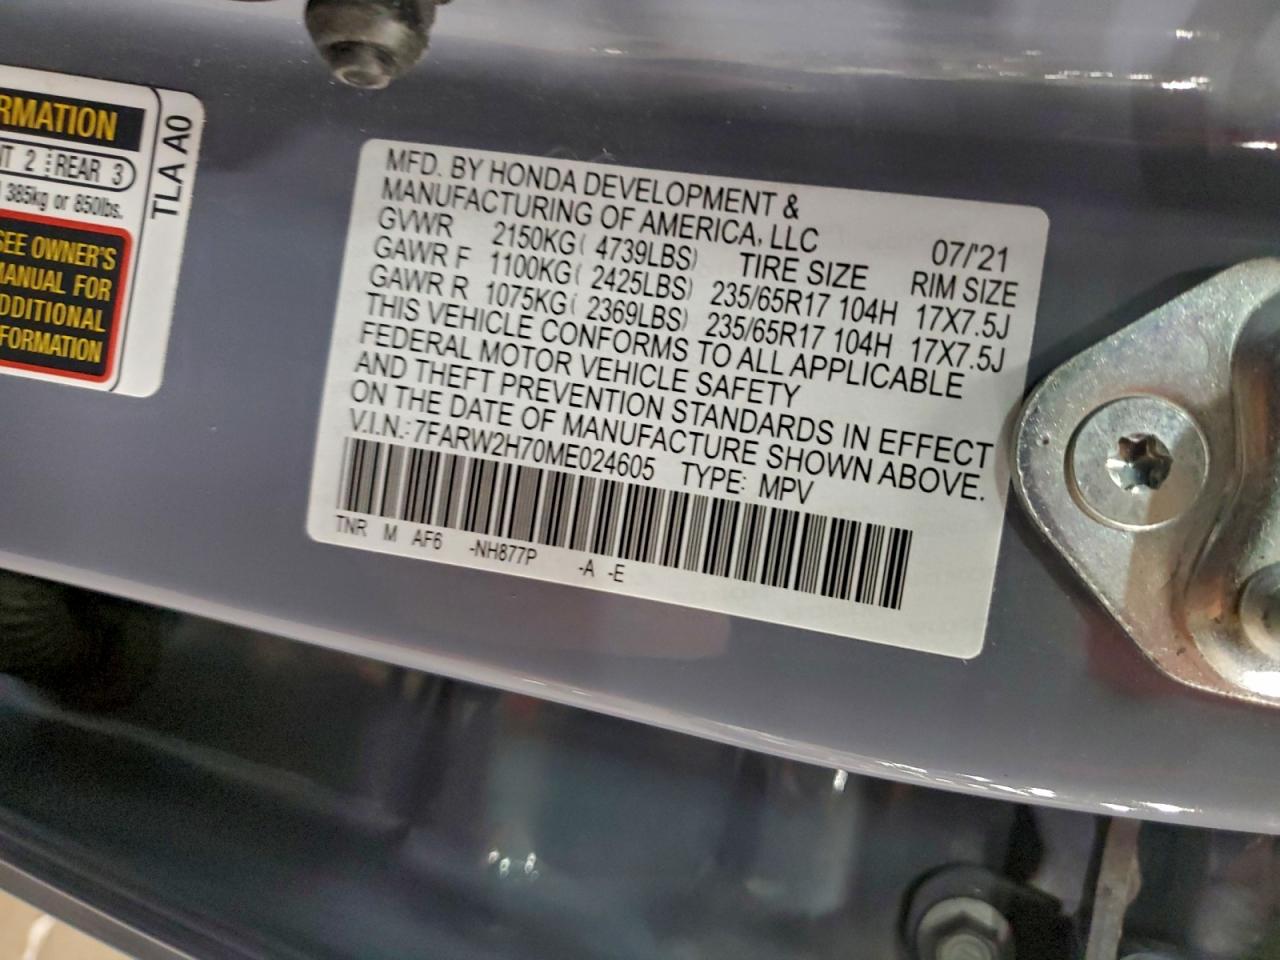 RMATION
NT 2 REAR 3
385kg or 850lbs.
SEE OWNER'S
MANUAL FOR
ADDITIONAL
INFORMATION
TLA A0
MFD. BY HONDA DEVELOPMENT &
MANUFACTURING OF AMERICA, LLC 07/'21
GVWR 2150KG( 4739LBS) TIRE SIZE RIM SIZE
GAWR F 1100KG( 2425LBS) 235/65R17 104H 17X7.5J
GAWR R 1075KG( 2369LBS) 235/65R17 104H 17X7.5J
THIS VEHICLE CONFORMS TO ALL APPLICABLE
FEDERAL MOTOR VEHICLE SAFETY
AND THEFT PREVENTION STANDARDS IN EFFECT
ON THE DATE OF MANUFACTURE SHOWN ABOVE.
V.I.N.: 7FARW2H70ME024605 TYPE: MPV
TNR M AF6 -NH877P -A -E